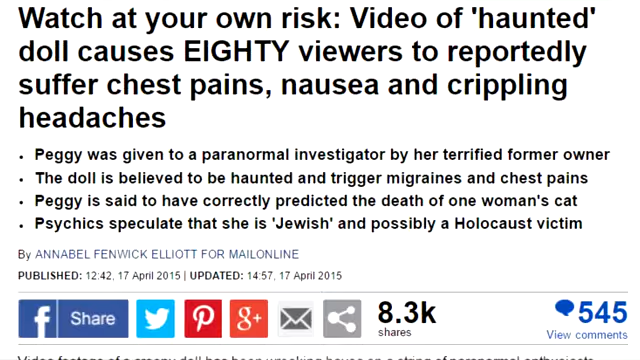 Watch at your own risk: Video of 'haunted'
doll causes EIGHTY viewers to reportedly
suffer chest pains, nausea and crippling
headaches
• Peggy was given to a paranormal investigator by her terrified former owner
• The doll is believed to be haunted and trigger migraines and chest pains
• Peggy is said to have correctly predicted the death of one woman's cat
• Psychics speculate that she is 'Jewish' and possibly a Holocaust victim
By ANNABEL FENWICK ELLIOTT FOR MAILONLINE
PUBLISHED: 12:42, 17 April 2015 | UPDATED: 14:57, 17 April 2015
f Share g+ 8.3k shares 545 View comments